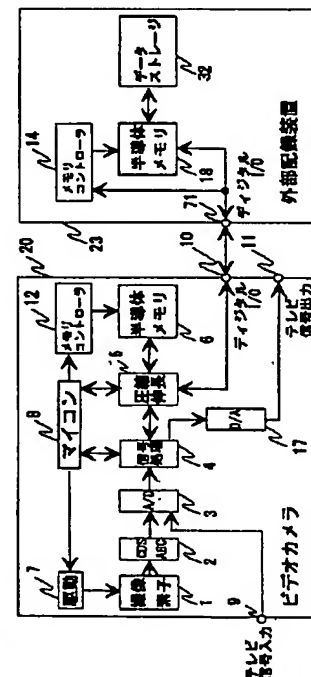 20
ビデオカメラ
7
駆動
8
マイコン
12
メモリ
コントローラ
撮像
素子
1
CDS
ABC
2
A/D
3
信号
処理
4
圧縮
伸長
半導体
メモリ
6
D/A
17
9
テレビ
信号入力
ディジタル
I/O
10
11
テレビ
信号出力
23
外部記録装置
14
メモリ
コントローラ
半導体
メモリ
18
データ
ストレージ
32
71
ディジタル
I/O